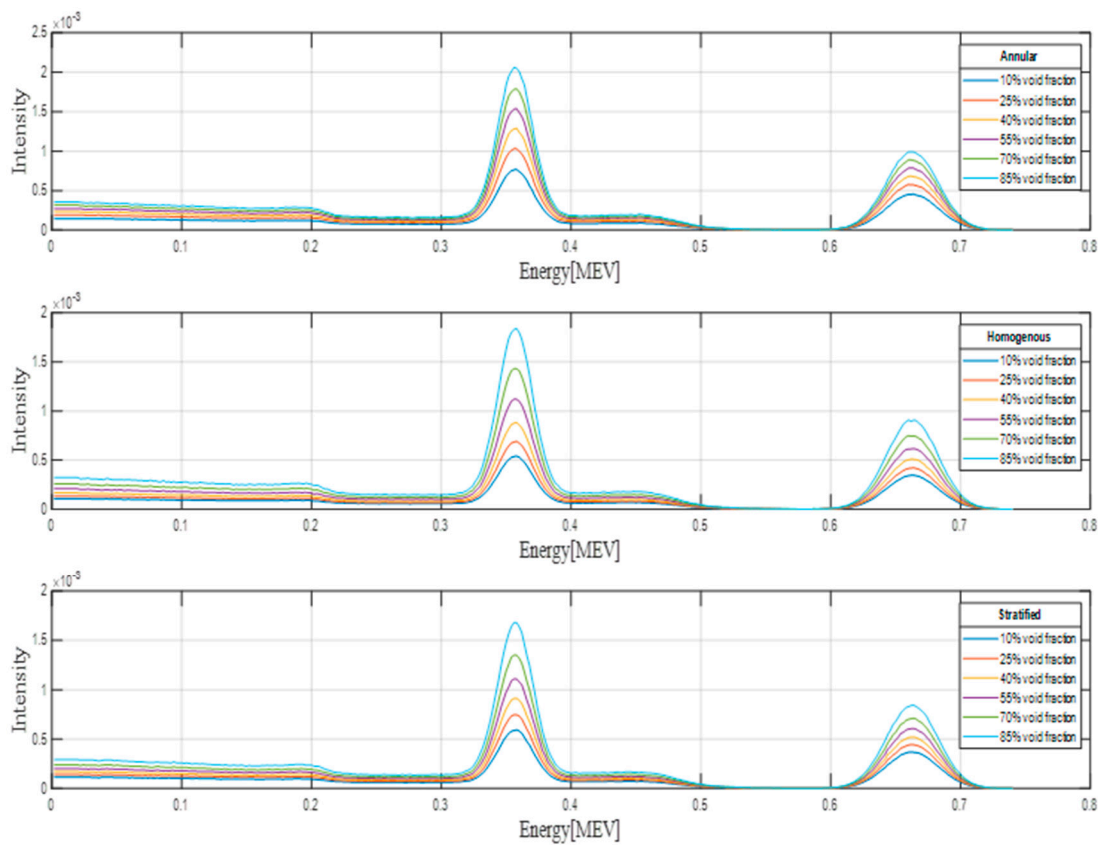 ×10⁻³
2.5
2
1.5
1
0.5
0
Intensity
0 0.1 0.2 0.3 0.4 0.5 0.6 0.7 0.8
Energy[MEV]
Annular
10% void fraction
25% void fraction
40% void fraction
55% void fraction
70% void fraction
85% void fraction
×10⁻³
2
1.5
1
0.5
0
Intensity
0 0.1 0.2 0.3 0.4 0.5 0.6 0.7 0.8
Energy[MEV]
Homogenous
10% void fraction
25% void fraction
40% void fraction
55% void fraction
70% void fraction
85% void fraction
×10⁻³
2
1.5
1
0.5
0
Intensity
0 0.1 0.2 0.3 0.4 0.5 0.6 0.7 0.8
Energy[MEV]
Stratified
10% void fraction
25% void fraction
40% void fraction
55% void fraction
70% void fraction
85% void fraction